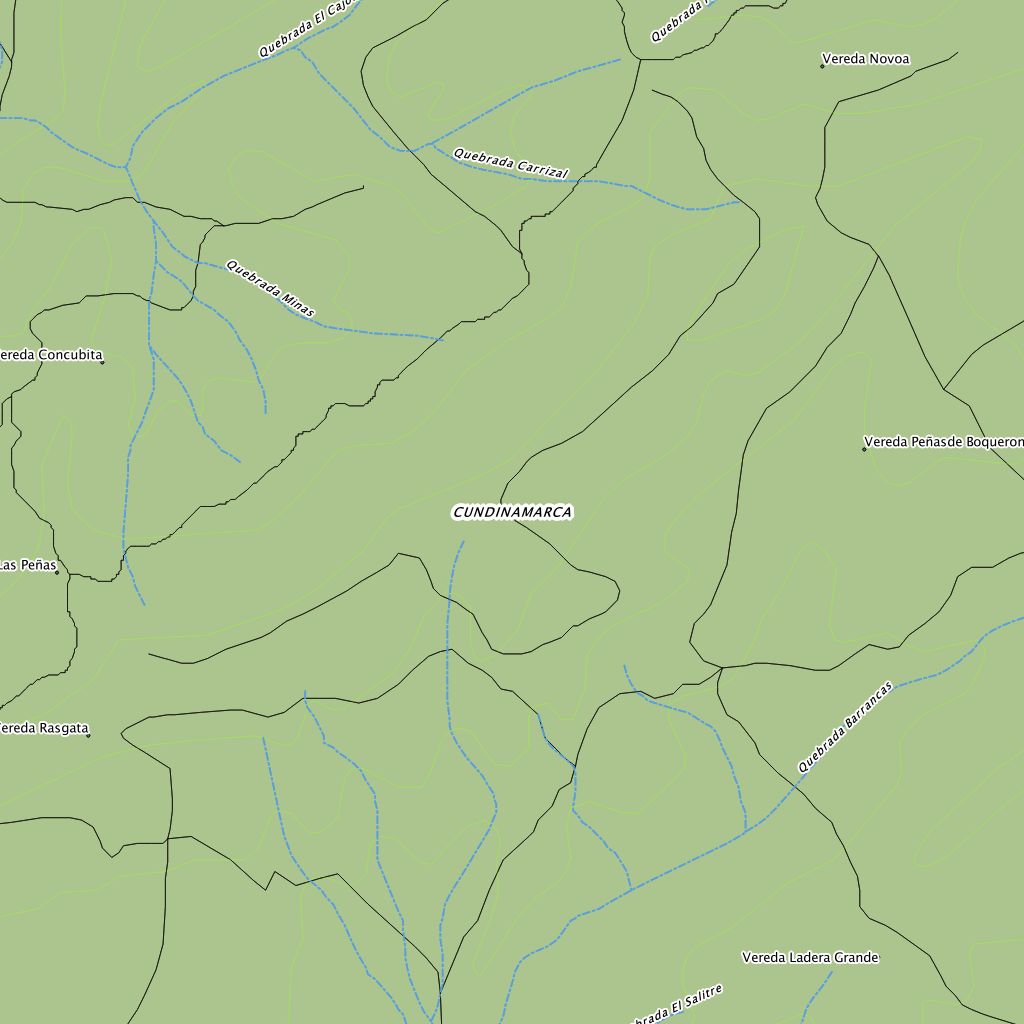 Quebrada El Cajo
Quebrada
Vereda Novoa
Quebrada Carrizal
Quebrada Minas
ereda Concubita
Vereda Peñasde Boqueron
CUNDINAMARCA
Las Peñas
Quebrada Barrancas
ereda Rasgata
Vereda Ladera Grande
brada El Salitre